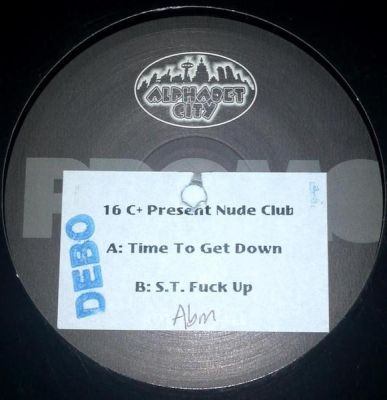 ALPHABET
CITY
PROMO
16 C+ Present Nude Club
A: Time To Get Down
DEBO
B: S.T. Fuck Up
Abm